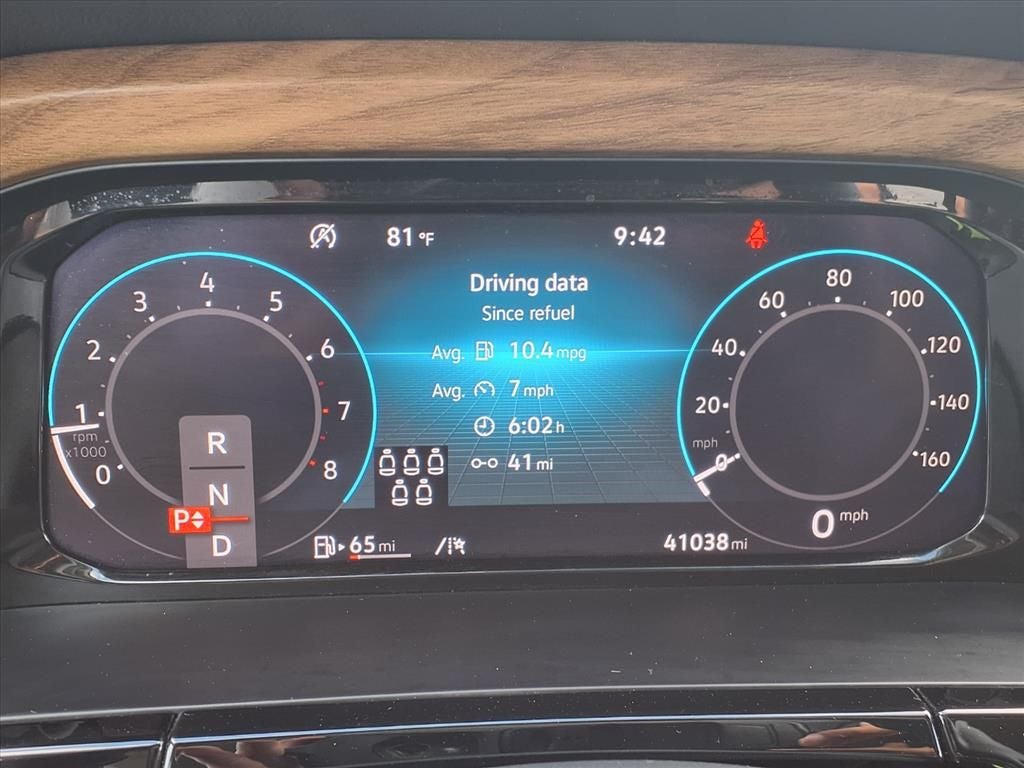 81 °F
9:42
Driving data
Since refuel
Avg. 10.4 mpg
Avg. 7 mph
6:02 h
41 mi
0
1
2
3
4
5
6
7
8
rpm
x1000
R
N
P
D
65 mi
41038 mi
0
20
40
60
80
100
120
140
160
mph
0 mph